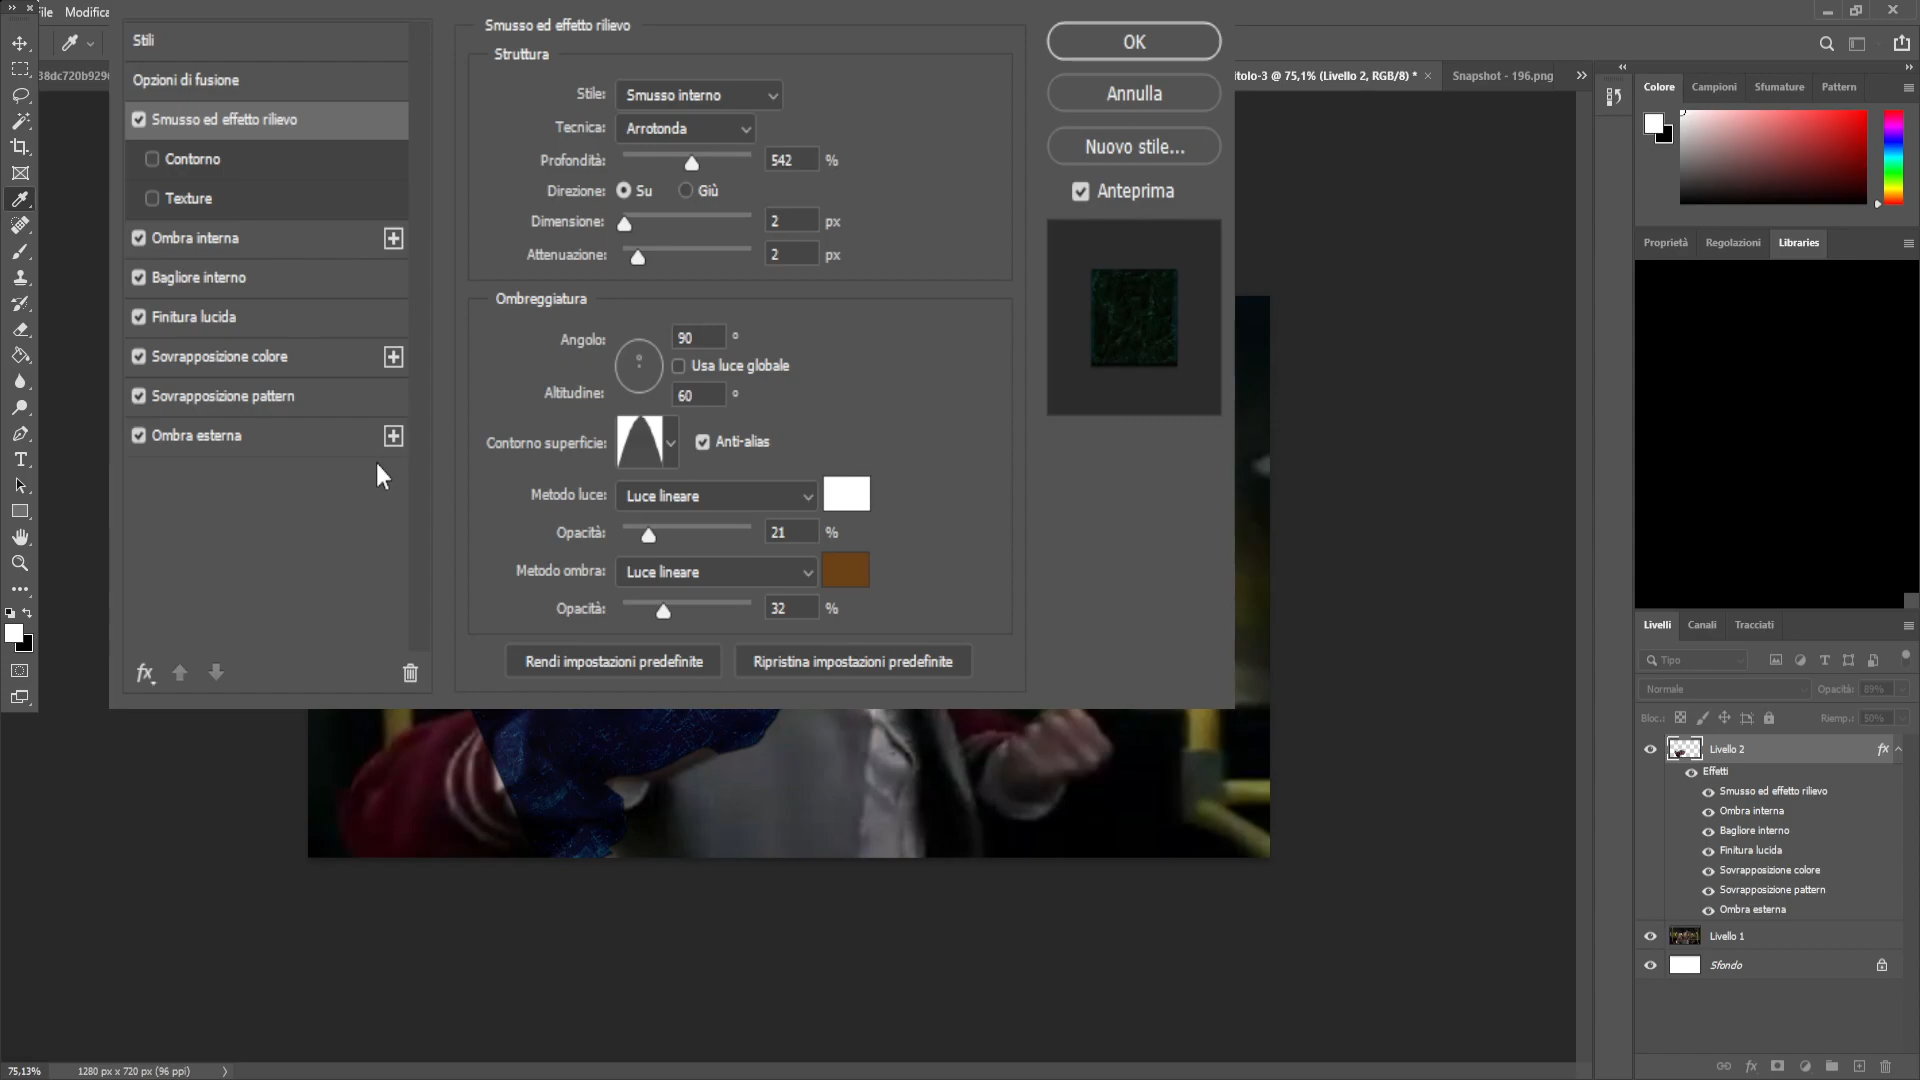 File Modifica
Stili
Opzioni di fusione
Smusso ed effetto rilievo
Contorno
Texture
Ombra interna
Bagliore interno
Finitura lucida
Sovrapposizione colore
Sovrapposizione pattern
Ombra esterna
fx
Smusso ed effetto rilievo
Struttura
Stile: Smusso interno
Tecnica: Arrotonda
Profondità: 542 %
Direzione: Su Giù
Dimensione: 2 px
Attenuazione: 2 px
Ombreggiatura
Angolo: 90 °
Usa luce globale
Altitudine: 60 °
Contorno superficie: Anti-alias
Metodo luce: Luce lineare
Opacità: 21 %
Metodo ombra: Luce lineare
Opacità: 32 %
Rendi impostazioni predefinite Ripristina impostazioni predefinite
OK
Annulla
Nuovo stile...
Anteprima
38dc720b929 itolo-3 @ 75,1% (Livello 2, RGB/8) * × Snapshot - 196.png
Colore Campioni Sfumature Pattern
Proprietà Regolazioni Libraries
Livelli Canali Tracciati
Tipo
Normale Opacità: 89%
Bloc.: Riemp.: 50%
Livello 2 fx
Effetti
Smusso ed effetto rilievo
Ombra interna
Bagliore interno
Finitura lucida
Sovrapposizione colore
Sovrapposizione pattern
Ombra esterna
Livello 1
Sfondo
fx
75,13% 1280 px x 720 px (96 ppi)